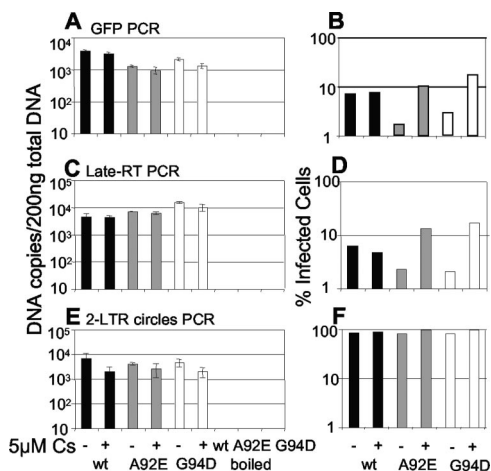 A GFP PCR
10⁴
10³
10²
10
B
100
10
1
C Late-RT PCR
10⁵
10⁴
10³
10²
10
D
100
10
1
E 2-LTR circles PCR
10⁵
10⁴
10³
10²
10
F
100
10
1
DNA copies/200ng total DNA
% Infected Cells
5µM Cs - + - + - + wt A92E G94D
wt A92E G94D boiled
- + - + - +
wt A92E G94D